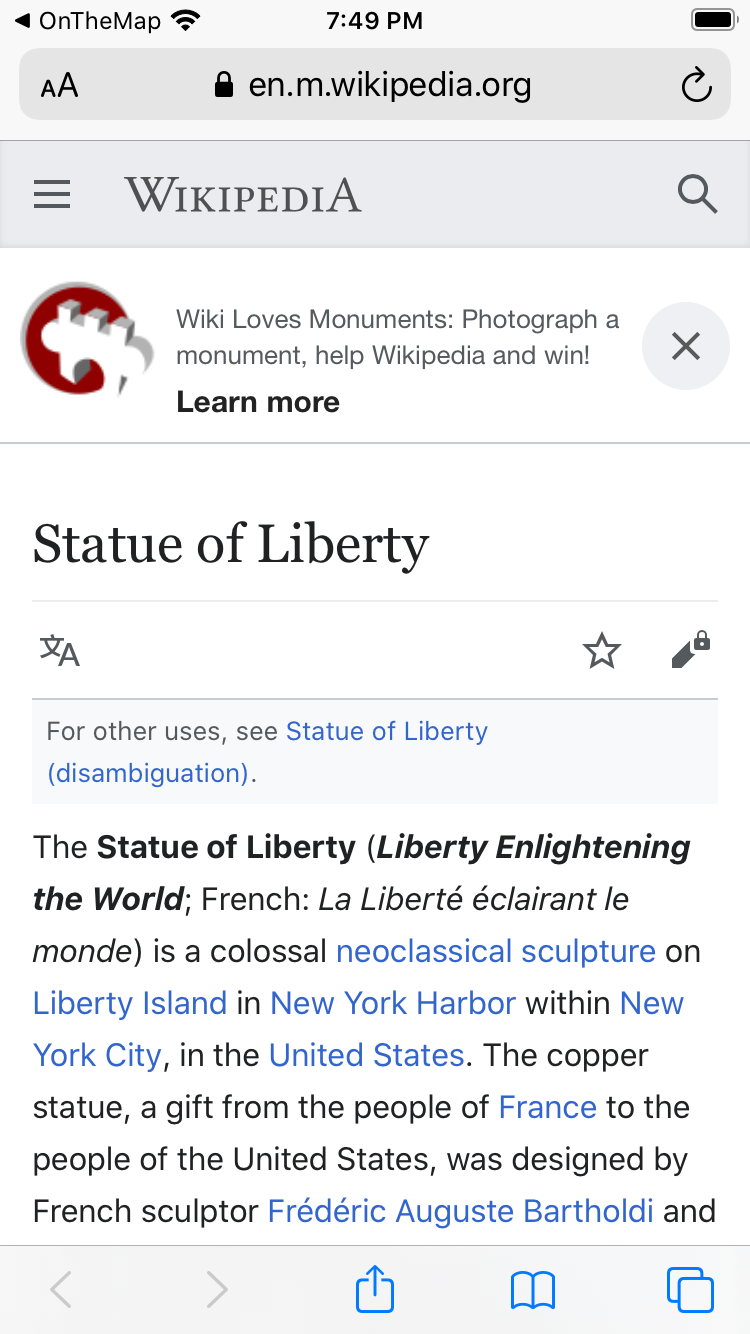 OnTheMap 7:49 PM
AA en.m.wikipedia.org
WIKIPEDIA
Wiki Loves Monuments: Photograph a
monument, help Wikipedia and win!
Learn more
Statue of Liberty
文A
For other uses, see Statue of Liberty
(disambiguation).
The Statue of Liberty (Liberty Enlightening
the World; French: La Liberté éclairant le
monde) is a colossal neoclassical sculpture on
Liberty Island in New York Harbor within New
York City, in the United States. The copper
statue, a gift from the people of France to the
people of the United States, was designed by
French sculptor Frédéric Auguste Bartholdi and